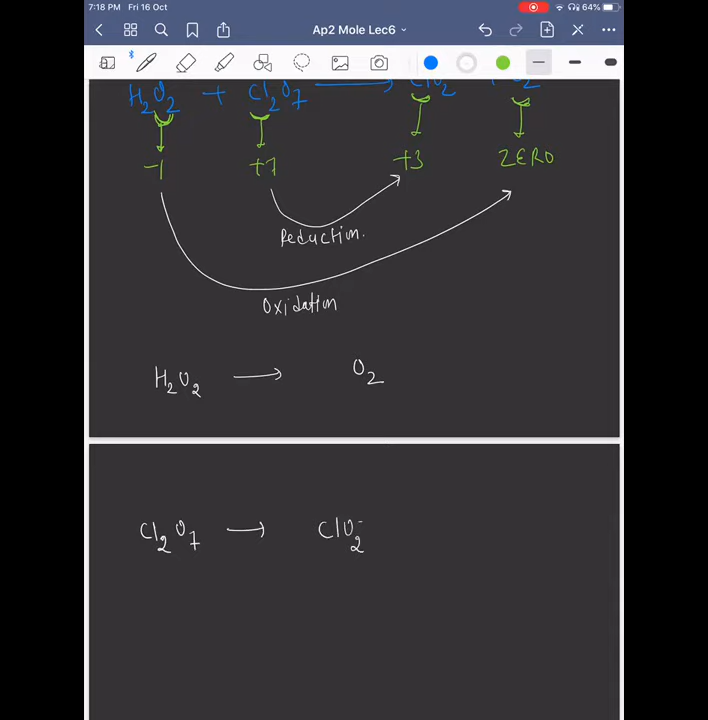 7:18 PM Fri 16 Oct 64%
Ap2 Mole Lec6
H₂O₂ + Cl₂O₇ ⟶ ClO₂⁻ + O₂
-1 +7 +3 ZERO
Reduction.
Oxidation
H₂O₂ ⟶ O₂
Cl₂O₇ ⟶ ClO₂⁻